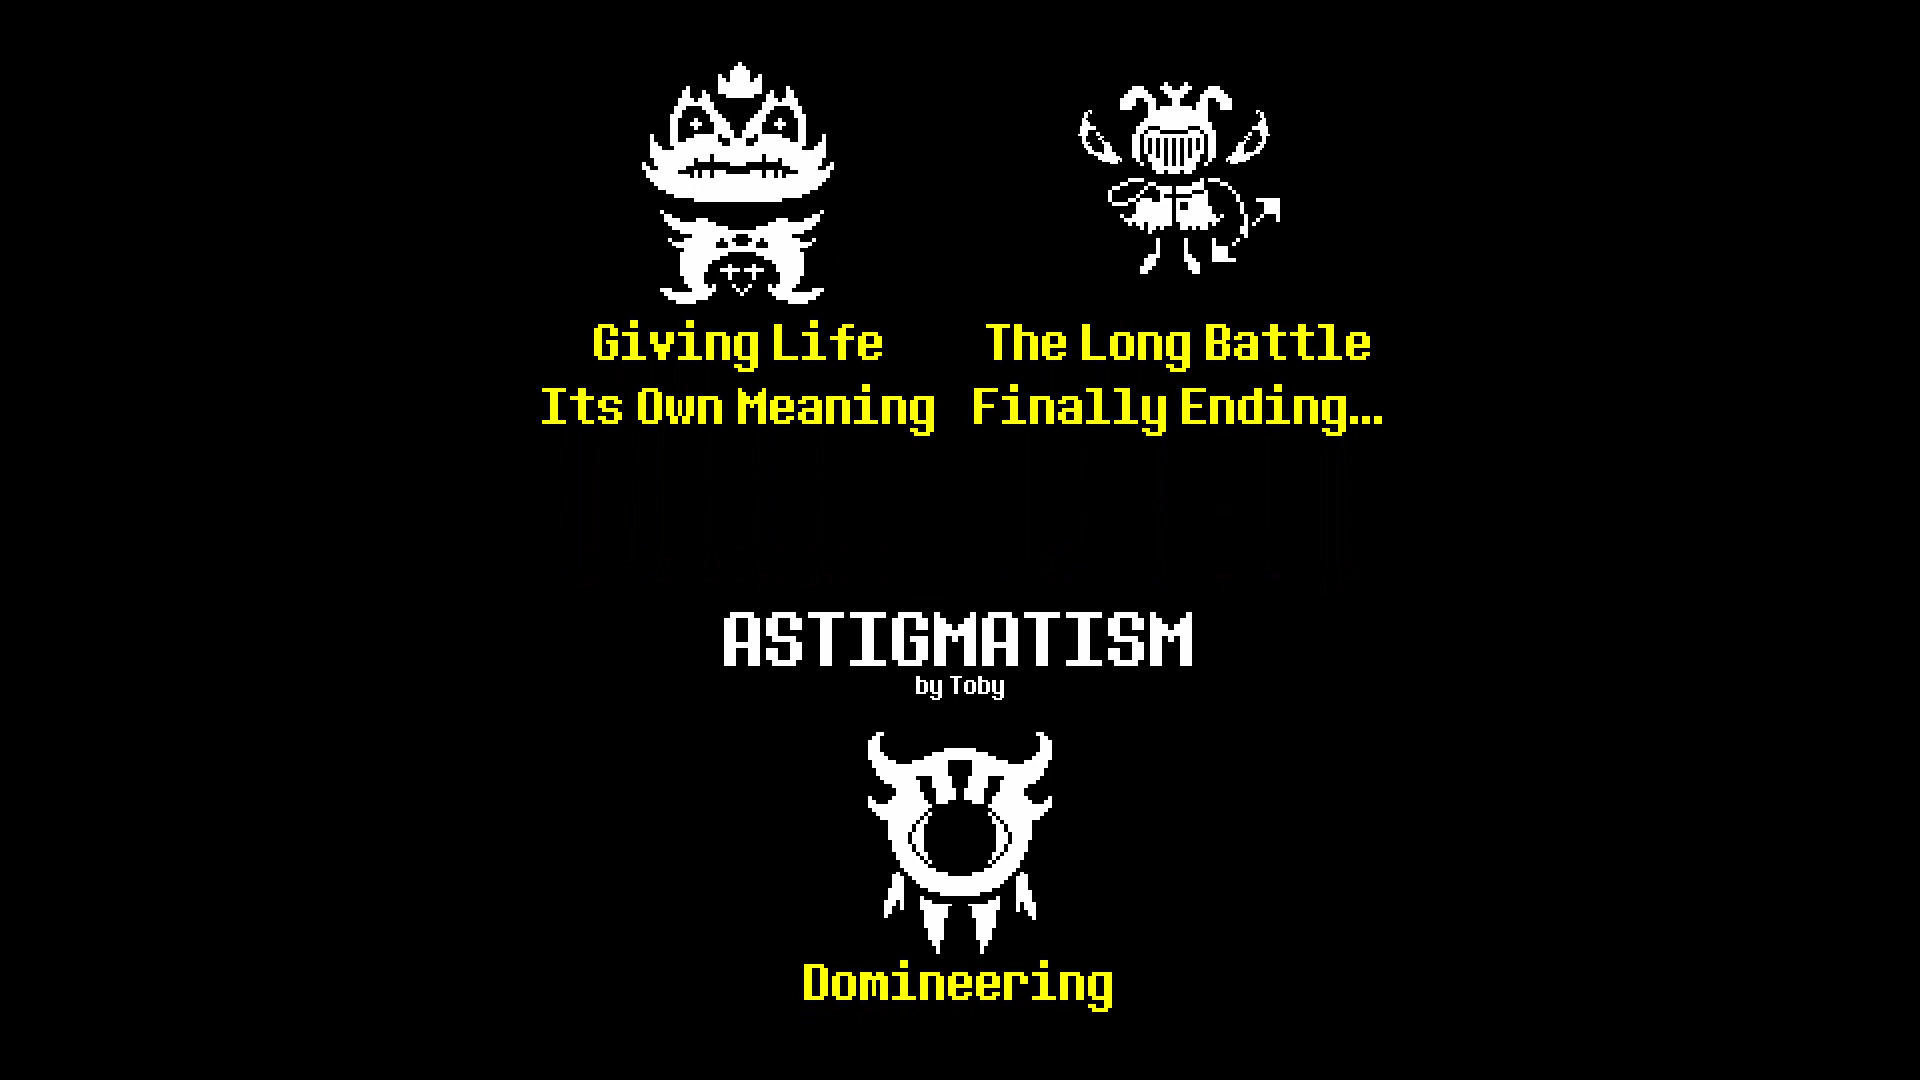 Giving Life
Its Own Meaning
The Long Battle
Finally Ending...
ASTIGMATISM
by Toby
Domineering